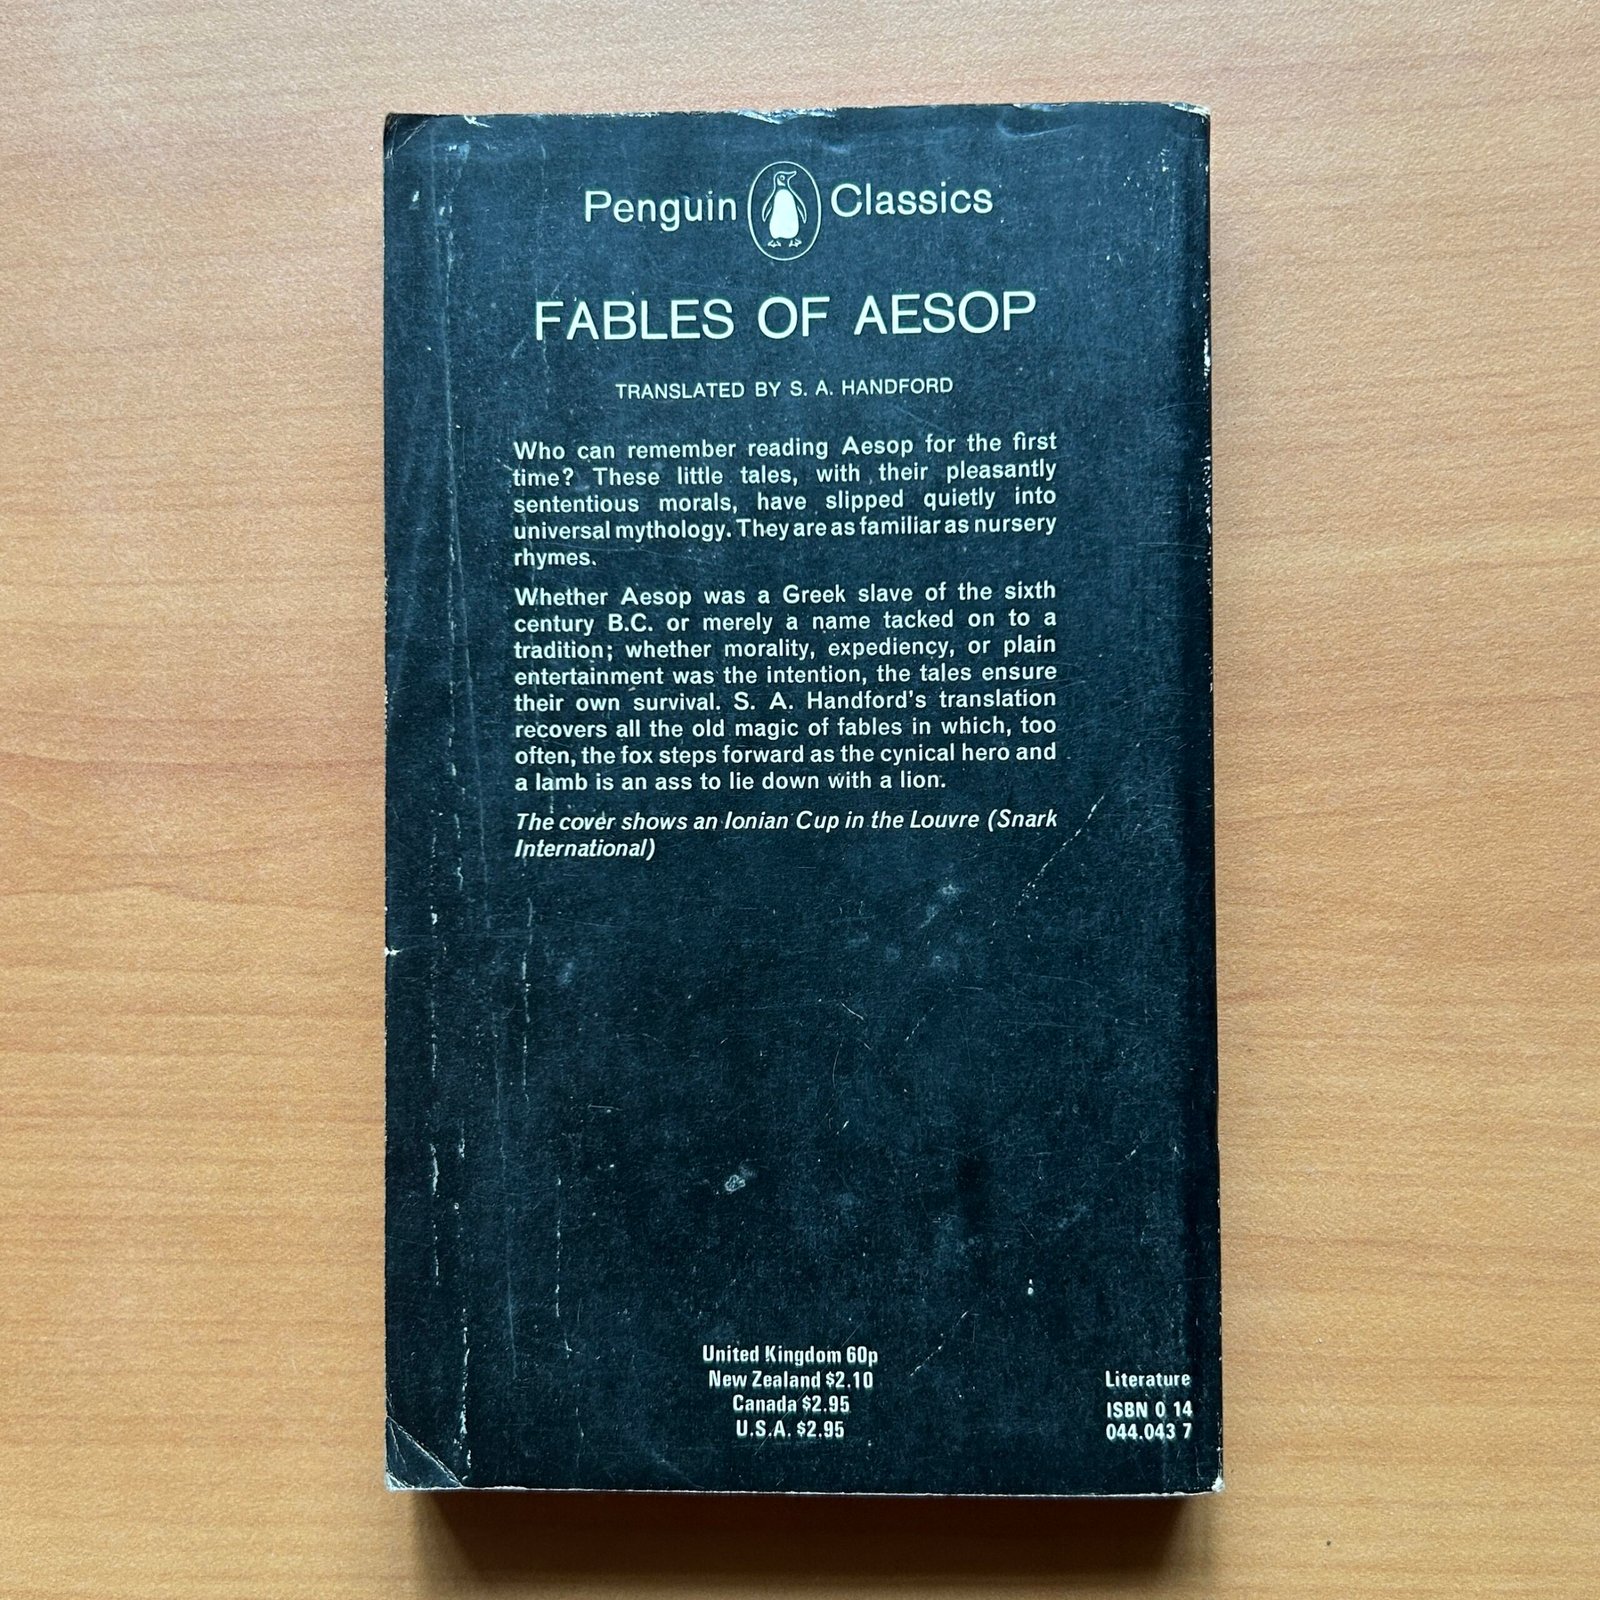 Penguin Classics
FABLES OF AESOP
TRANSLATED BY S. A. HANDFORD
Who can remember reading Aesop for the first
time? These little tales, with their pleasantly
sententious morals, have slipped quietly into
universal mythology. They are as familiar as nursery
rhymes.
Whether Aesop was a Greek slave of the sixth
century B.C. or merely a name tacked on to a
tradition; whether morality, expediency, or plain
entertainment was the intention, the tales ensure
their own survival. S. A. Handford's translation
recovers all the old magic of fables in which, too
often, the fox steps forward as the cynical hero and
a lamb is an ass to lie down with a lion.
The cover shows an Ionian Cup in the Louvre (Snark
International)
United Kingdom 60p
New Zealand $2.10
Canada $2.95
U.S.A. $2.95
Literature
ISBN 0 14
044.043 7